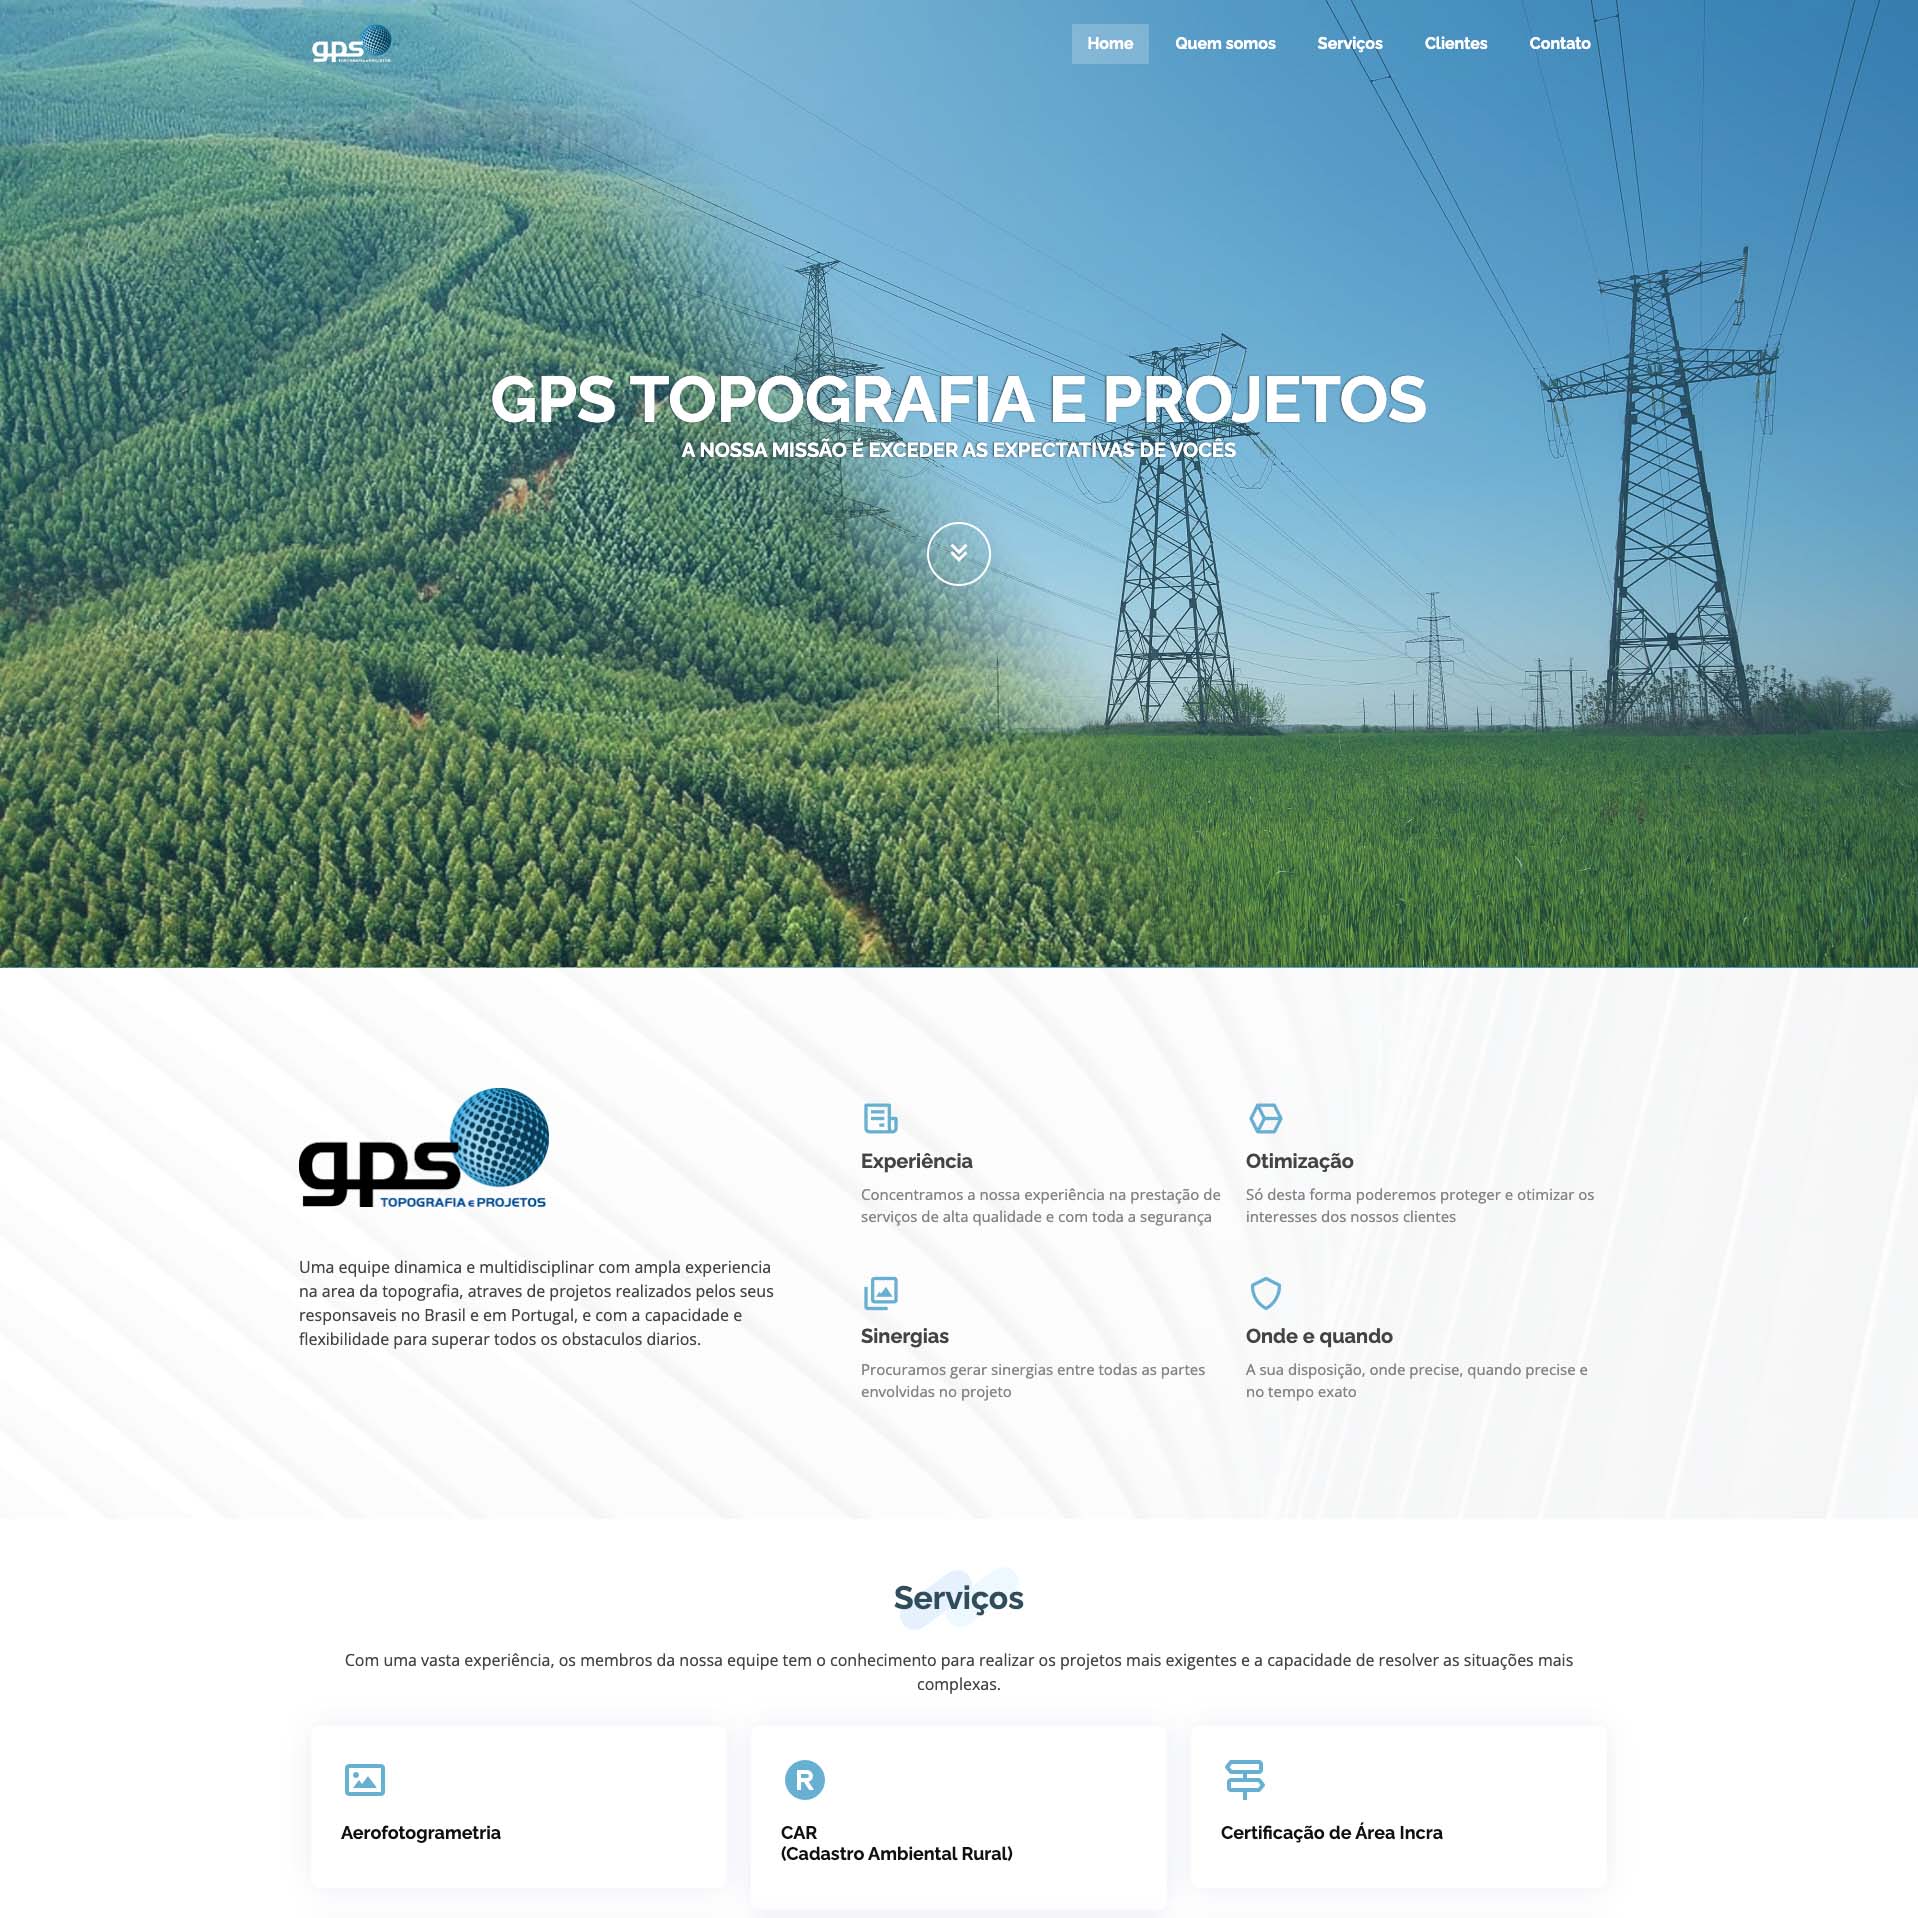 gps
Home
Quem somos
Serviços
Clientes
Contato
GPS TOPOGRAFIA E PROJETOS
A NOSSA MISSÃO É EXCEDER AS EXPECTATIVAS DE VOCÊS
gps
TOPOGRAFIA E PROJETOS
Uma equipe dinamica e multidisciplinar com ampla experiencia
na area da topografia, atraves de projetos realizados pelos seus
responsaveis no Brasil e em Portugal, e com a capacidade e
flexibilidade para superar todos os obstaculos diarios.
Experiência
Concentramos a nossa experiência na prestação de
serviços de alta qualidade e com toda a segurança
Otimização
Só desta forma poderemos proteger e otimizar os
interesses dos nossos clientes
Sinergias
Procuramos gerar sinergias entre todas as partes
envolvidas no projeto
Onde e quando
A sua disposição, onde precise, quando precise e
no tempo exato
Serviços
Com uma vasta experiência, os membros da nossa equipe tem o conhecimento para realizar os projetos mais exigentes e a capacidade de resolver as situações mais
complexas.
Aerofotogrametria
R
CAR
(Cadastro Ambiental Rural)
Certificação de Área Incra